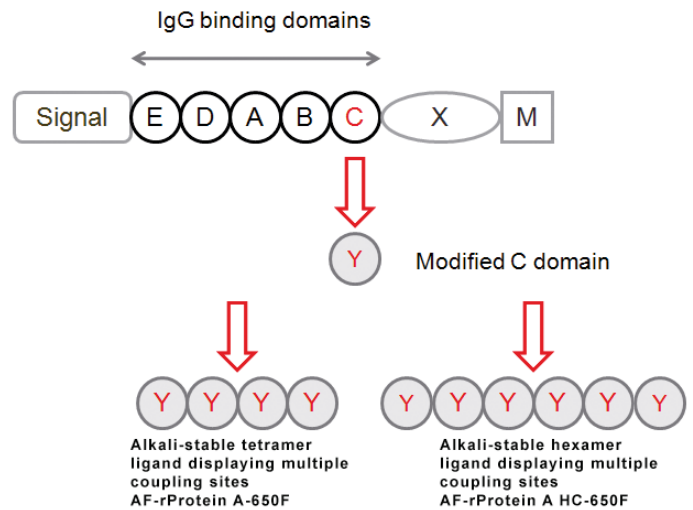 IgG binding domains
Signal E D A B C X M
Y
Modified C domain
Y Y Y Y
Y Y Y Y Y Y
Alkali-stable tetramer
ligand displaying multiple
coupling sites
AF-rProtein A-650F
Alkali-stable hexamer
ligand displaying multiple
coupling sites
AF-rProtein A HC-650F